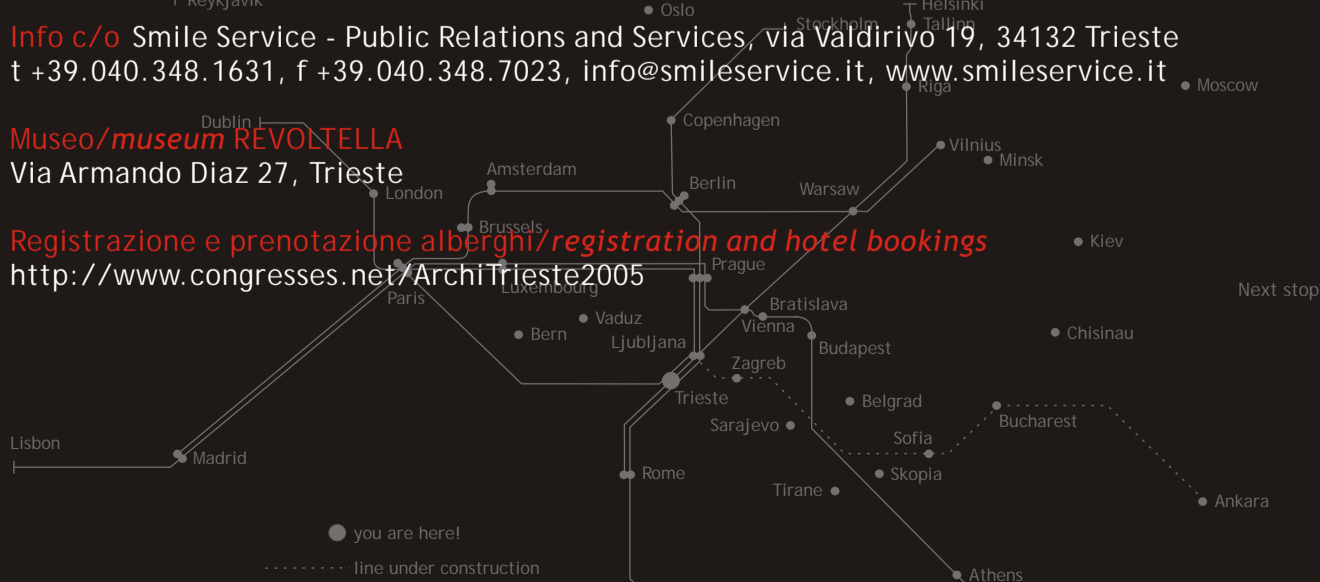 Info c/o Smile Service - Public Relations and Services, via Valdirivo 19, 34132 Trieste
t +39.040.348.1631, f +39.040.348.7023, info@smileservice.it, www.smileservice.it
Museo/museum REVOLTELLA
Via Armando Diaz 27, Trieste
Registrazione e prenotazione alberghi/registration and hotel bookings
http://www.congresses.net/ArchiTrieste2005
Reykjavik
Oslo
Helsinki
Stockholm
Tallinn
Riga
Moscow
Dublin
Copenhagen
Vilnius
Minsk
Amsterdam
London
Berlin
Warsaw
Brussels
Kiev
Prague
Luxembourg
Paris
Next stop
Bratislava
Vaduz
Vienna
Bern
Ljubljana
Chisinau
Budapest
Zagreb
Trieste
Belgrad
Sarajevo
Bucharest
Lisbon
Sofia
Madrid
Rome
Skopia
Tirane
Ankara
you are here!
line under construction
Athens